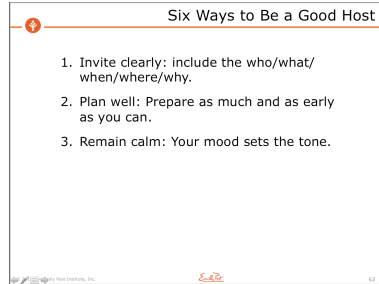 Six Ways to Be a Good Host
1. Invite clearly: include the who/what/
when/where/why.
2. Plan well: Prepare as much and as early
as you can.
3. Remain calm: Your mood sets the tone.
Post Institute, Inc.
Emily Post
62